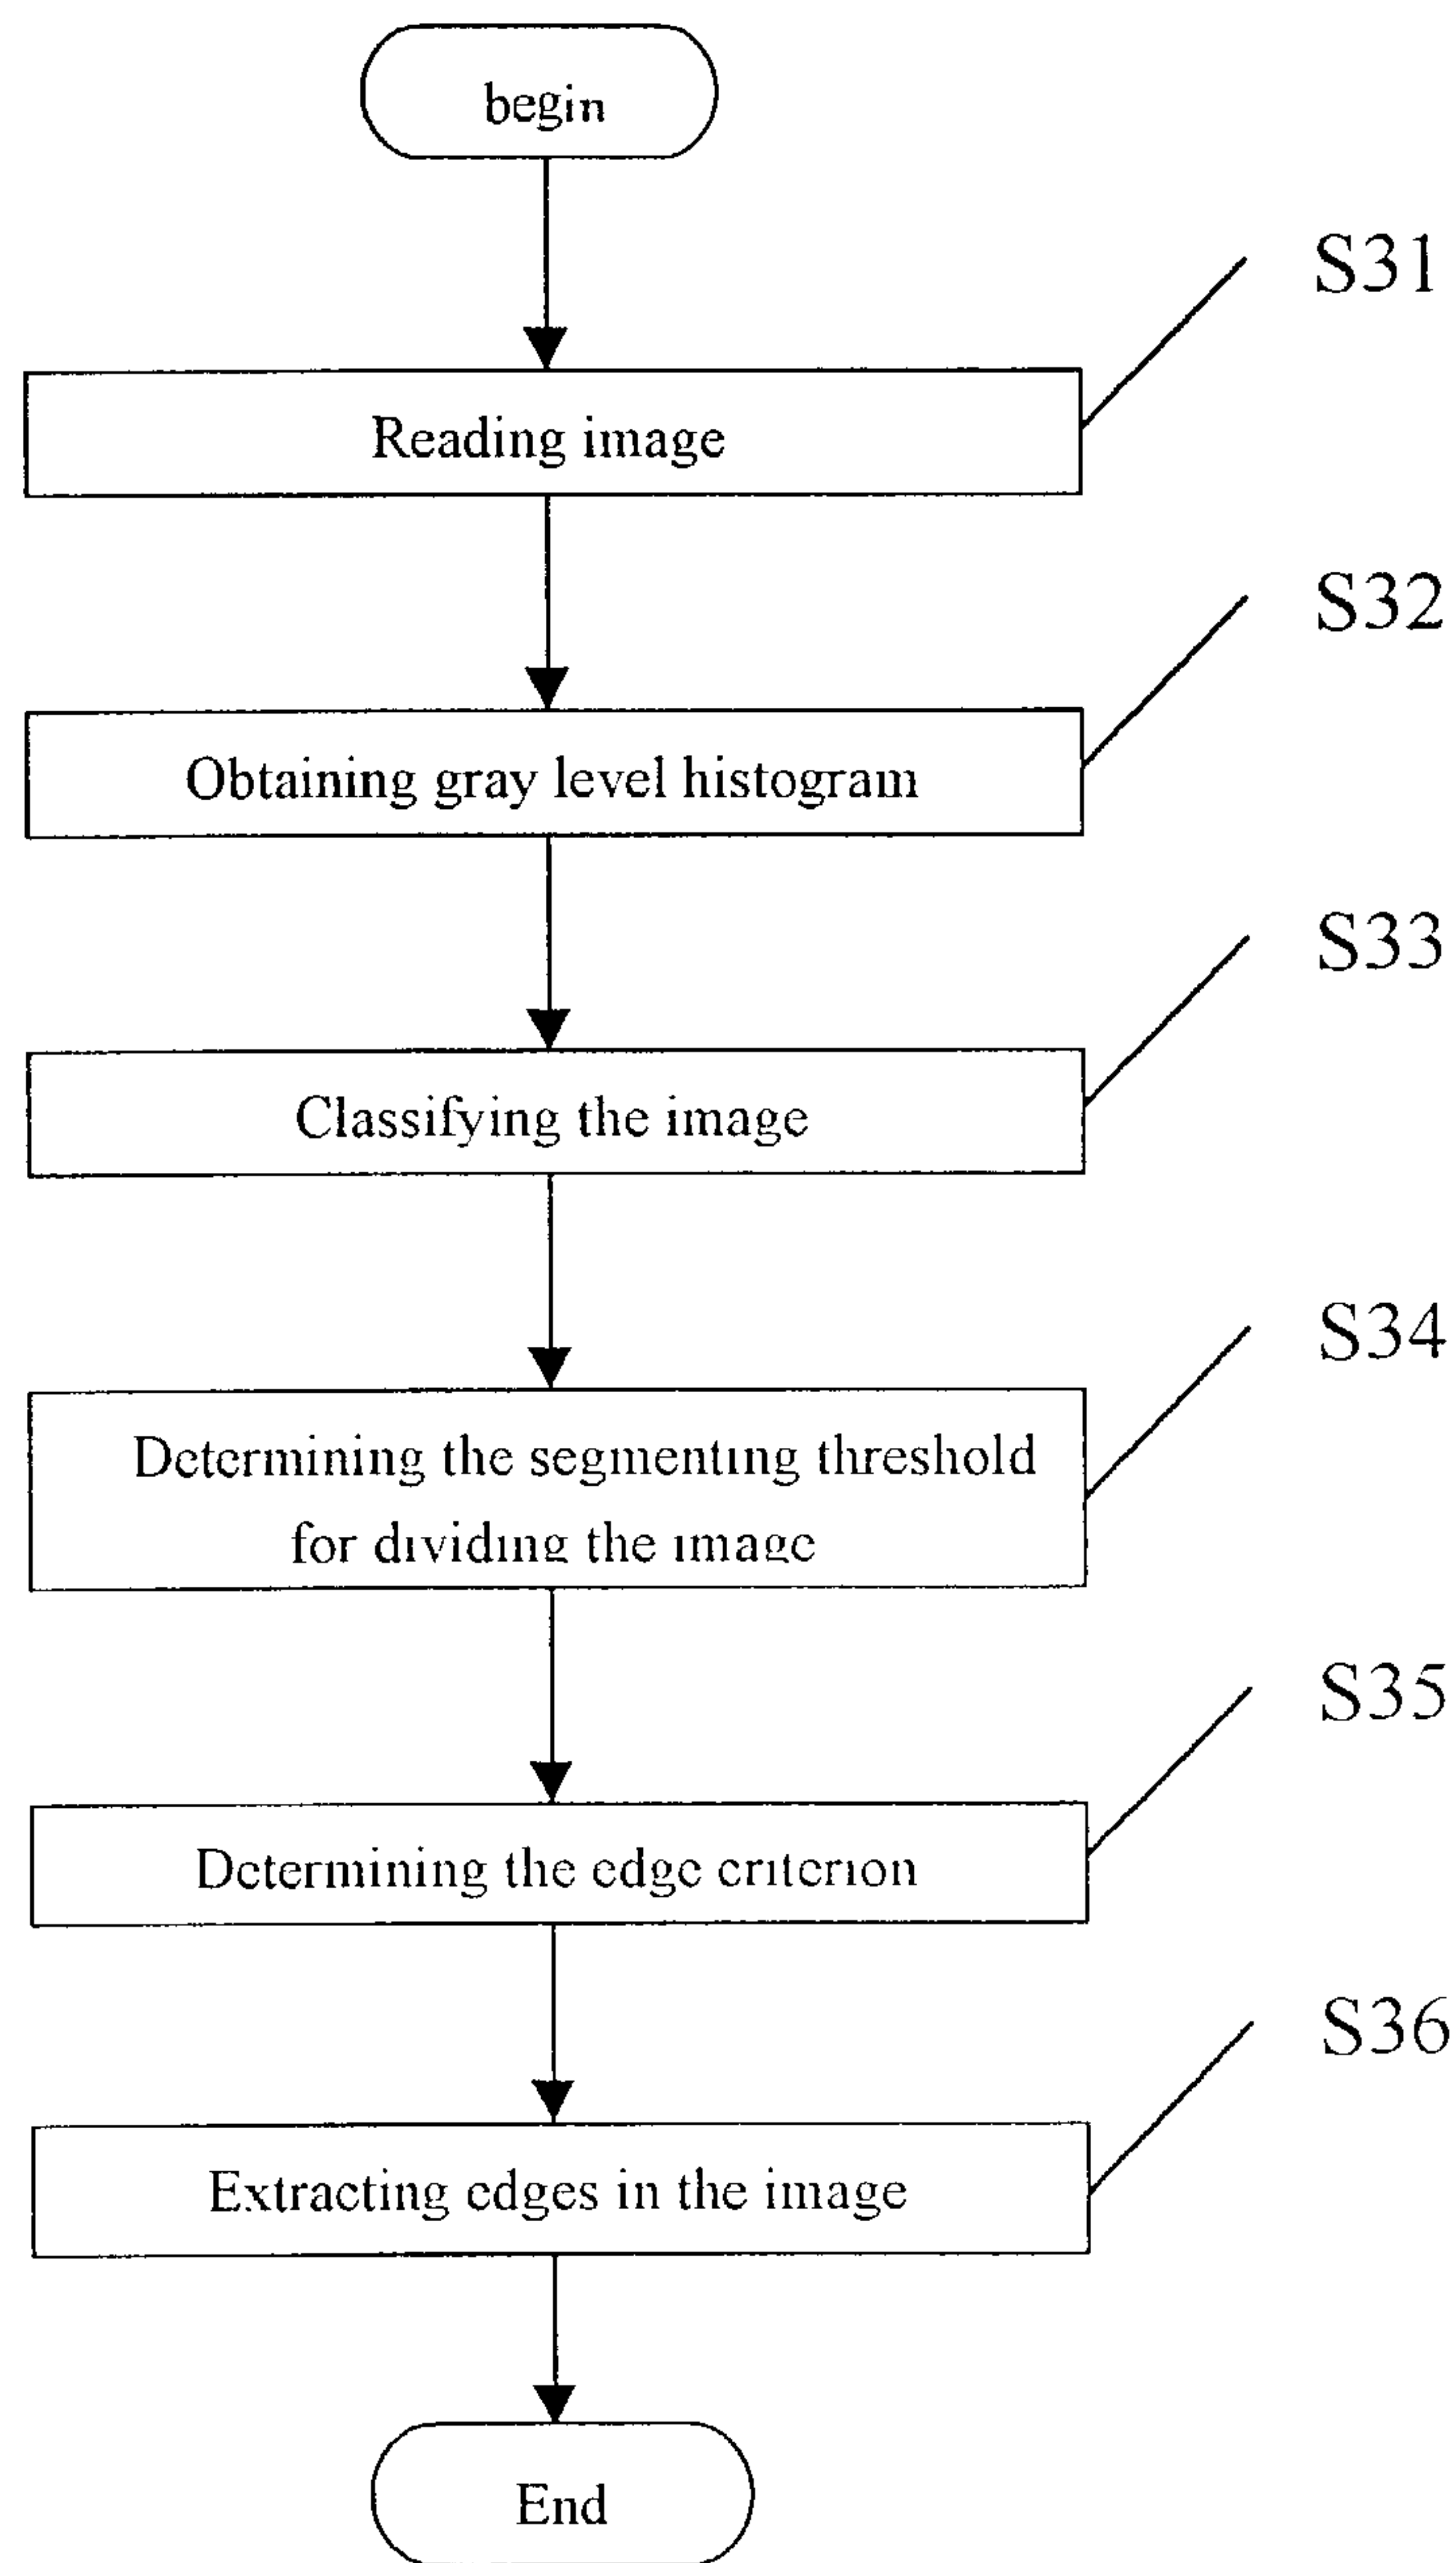 begin
S31
Reading image
S32
Obtaining gray level histogram
S33
Classifying the image
S34
Determining the segmenting threshold
for dividing the image
S35
Determining the edge criterion
S36
Extracting edges in the image
End